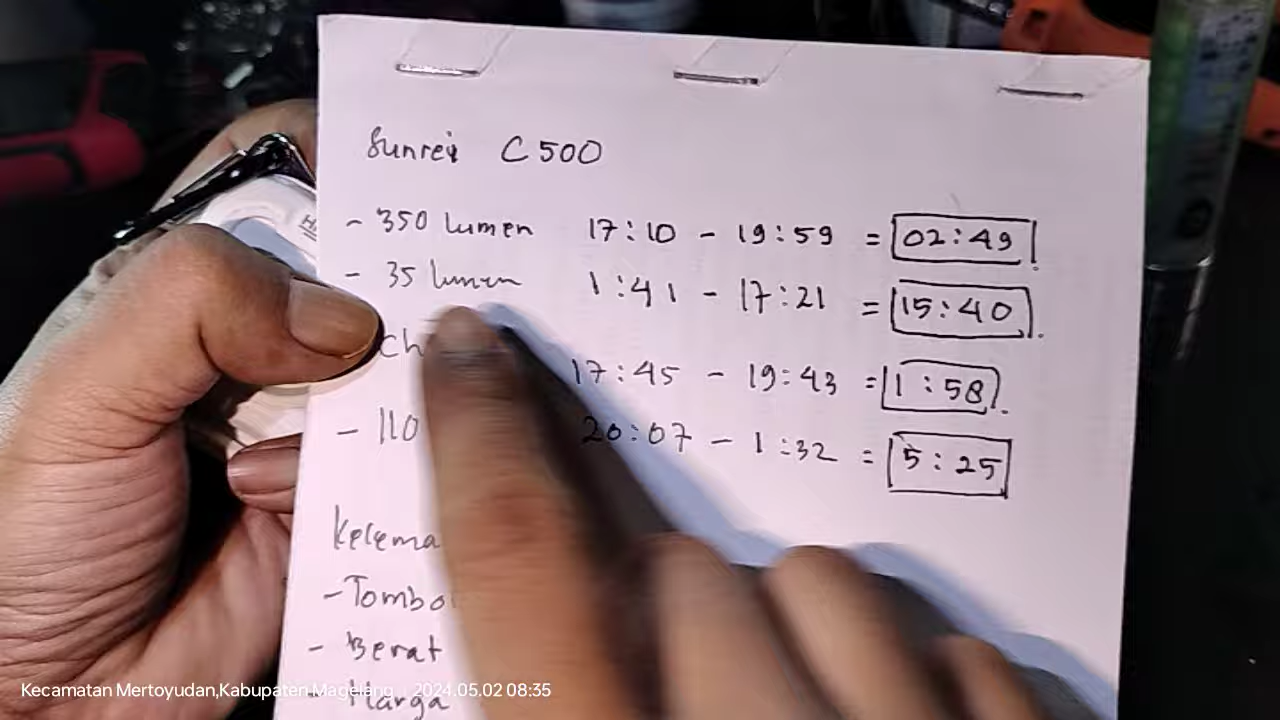 Sunrei C500
- 350 lumen 17:10 - 19:59 = 02:49
- 35 lumen 1:41 - 17:21 = 15:40
17:45 - 19:43 = 1:58
- 110 20:07 - 1:32 = 5:25
- Berat
- Harga
Kecamatan Mertoyudan,Kabupaten Magelang 2024.05.02 08:35